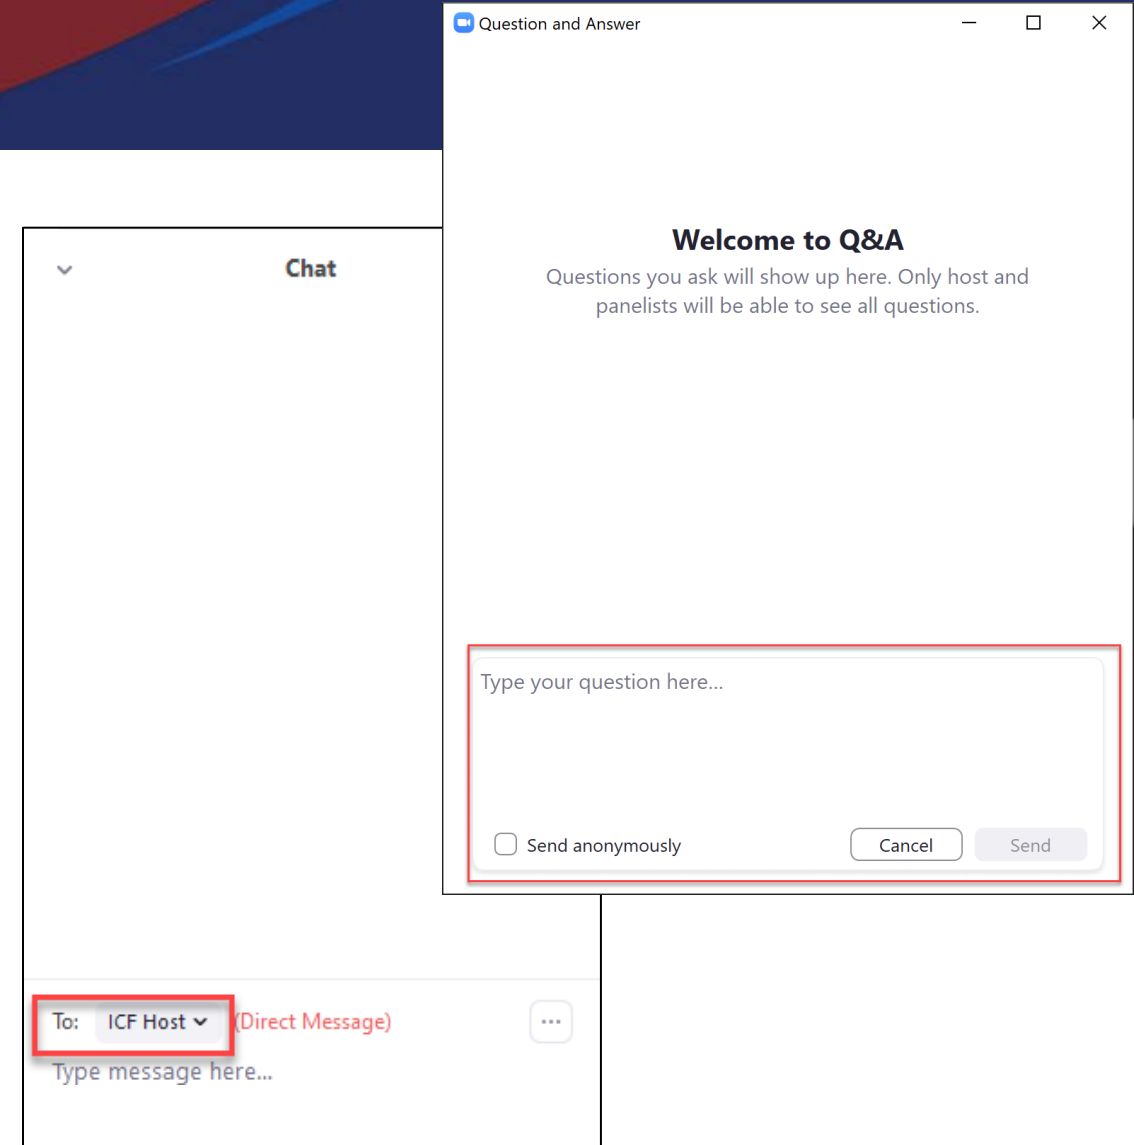 Question and Answer
Welcome to Q&A
Questions you ask will show up here. Only host and
panelists will be able to see all questions.
Type your question here...
Send anonymously
Cancel
Send
Chat
To: ICF Host (Direct Message)
Type message here...